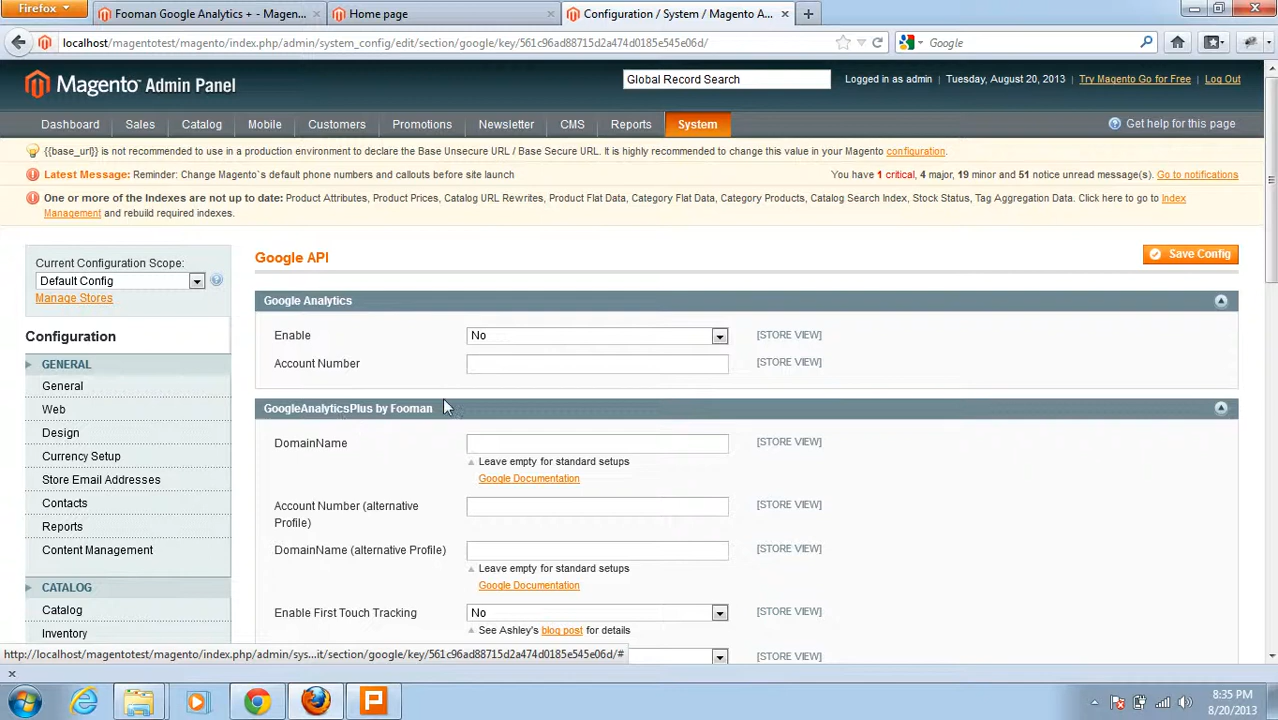 Firefox
Fooman Google Analytics + - Magen...
Home page
Configuration / System / Magento A...
localhost/magentotest/magento/index.php/admin/system_config/edit/section/google/key/561c96ad88715d2a474d0185e545e06d/
Google
Magento Admin Panel
Global Record Search
Logged in as admin
Tuesday, August 20, 2013
Try Magento Go for Free
Log Out
Dashboard
Sales
Catalog
Mobile
Customers
Promotions
Newsletter
CMS
Reports
System
Get help for this page
{{base_url}} is not recommended to use in a production environment to declare the Base Unsecure URL / Base Secure URL. It is highly recommended to change this value in your Magento configuration.
Latest Message: Reminder: Change Magento`s default phone numbers and callouts before site launch
You have 1 critical, 4 major, 19 minor and 51 notice unread message(s). Go to notifications
One or more of the Indexes are not up to date: Product Attributes, Product Prices, Catalog URL Rewrites, Product Flat Data, Category Flat Data, Category Products, Catalog Search Index, Stock Status, Tag Aggregation Data. Click here to go to Index
Management and rebuild required indexes.
Current Configuration Scope:
Default Config
Manage Stores
Configuration
GENERAL
General
Web
Design
Currency Setup
Store Email Addresses
Contacts
Reports
Content Management
CATALOG
Catalog
Inventory
Google API
Save Config
Google Analytics
Enable
No
[STORE VIEW]
Account Number
[STORE VIEW]
GoogleAnalyticsPlus by Fooman
DomainName
[STORE VIEW]
Leave empty for standard setups
Google Documentation
Account Number (alternative
Profile)
[STORE VIEW]
DomainName (alternative Profile)
[STORE VIEW]
Leave empty for standard setups
Google Documentation
Enable First Touch Tracking
No
[STORE VIEW]
See Ashley's blog post for details
[STORE VIEW]
http://localhost/magentotest/magento/index.php/admin/sys...it/section/google/key/561c96ad88715d2a474d0185e545e06d/#
8:35 PM
8/20/2013